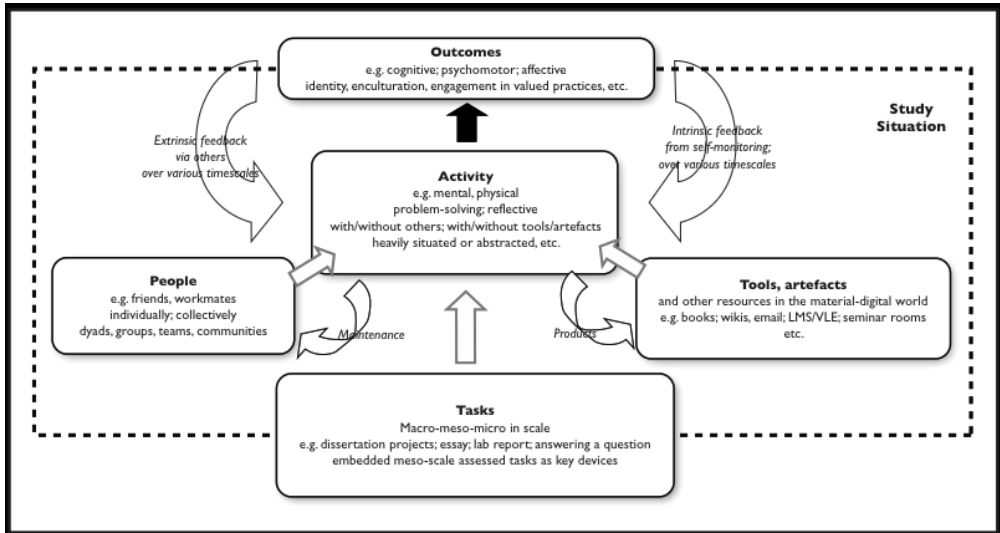 Outcomes
e.g. cognitive; psychomotor; affective
identity, enculturation, engagement in valued practices, etc.
Study
Situation
Extrinsic feedback
via others
over various timescales
Intrinsic feedback
from self-monitoring;
over various timescales
Activity
e.g. mental, physical
problem-solving; reflective
with/without others; with/without tools/artefacts
heavily situated or abstracted, etc.
People
e.g. friends, workmates
individually; collectively
dyads, groups, teams, communities
Maintenance
Products
Tools, artefacts
and other resources in the material-digital world
e.g. books; wikis, email; LMS/VLE; seminar rooms
etc.
Tasks
Macro-meso-micro in scale
e.g. dissertation projects; essay; lab report; answering a question
embedded meso-scale assessed tasks as key devices